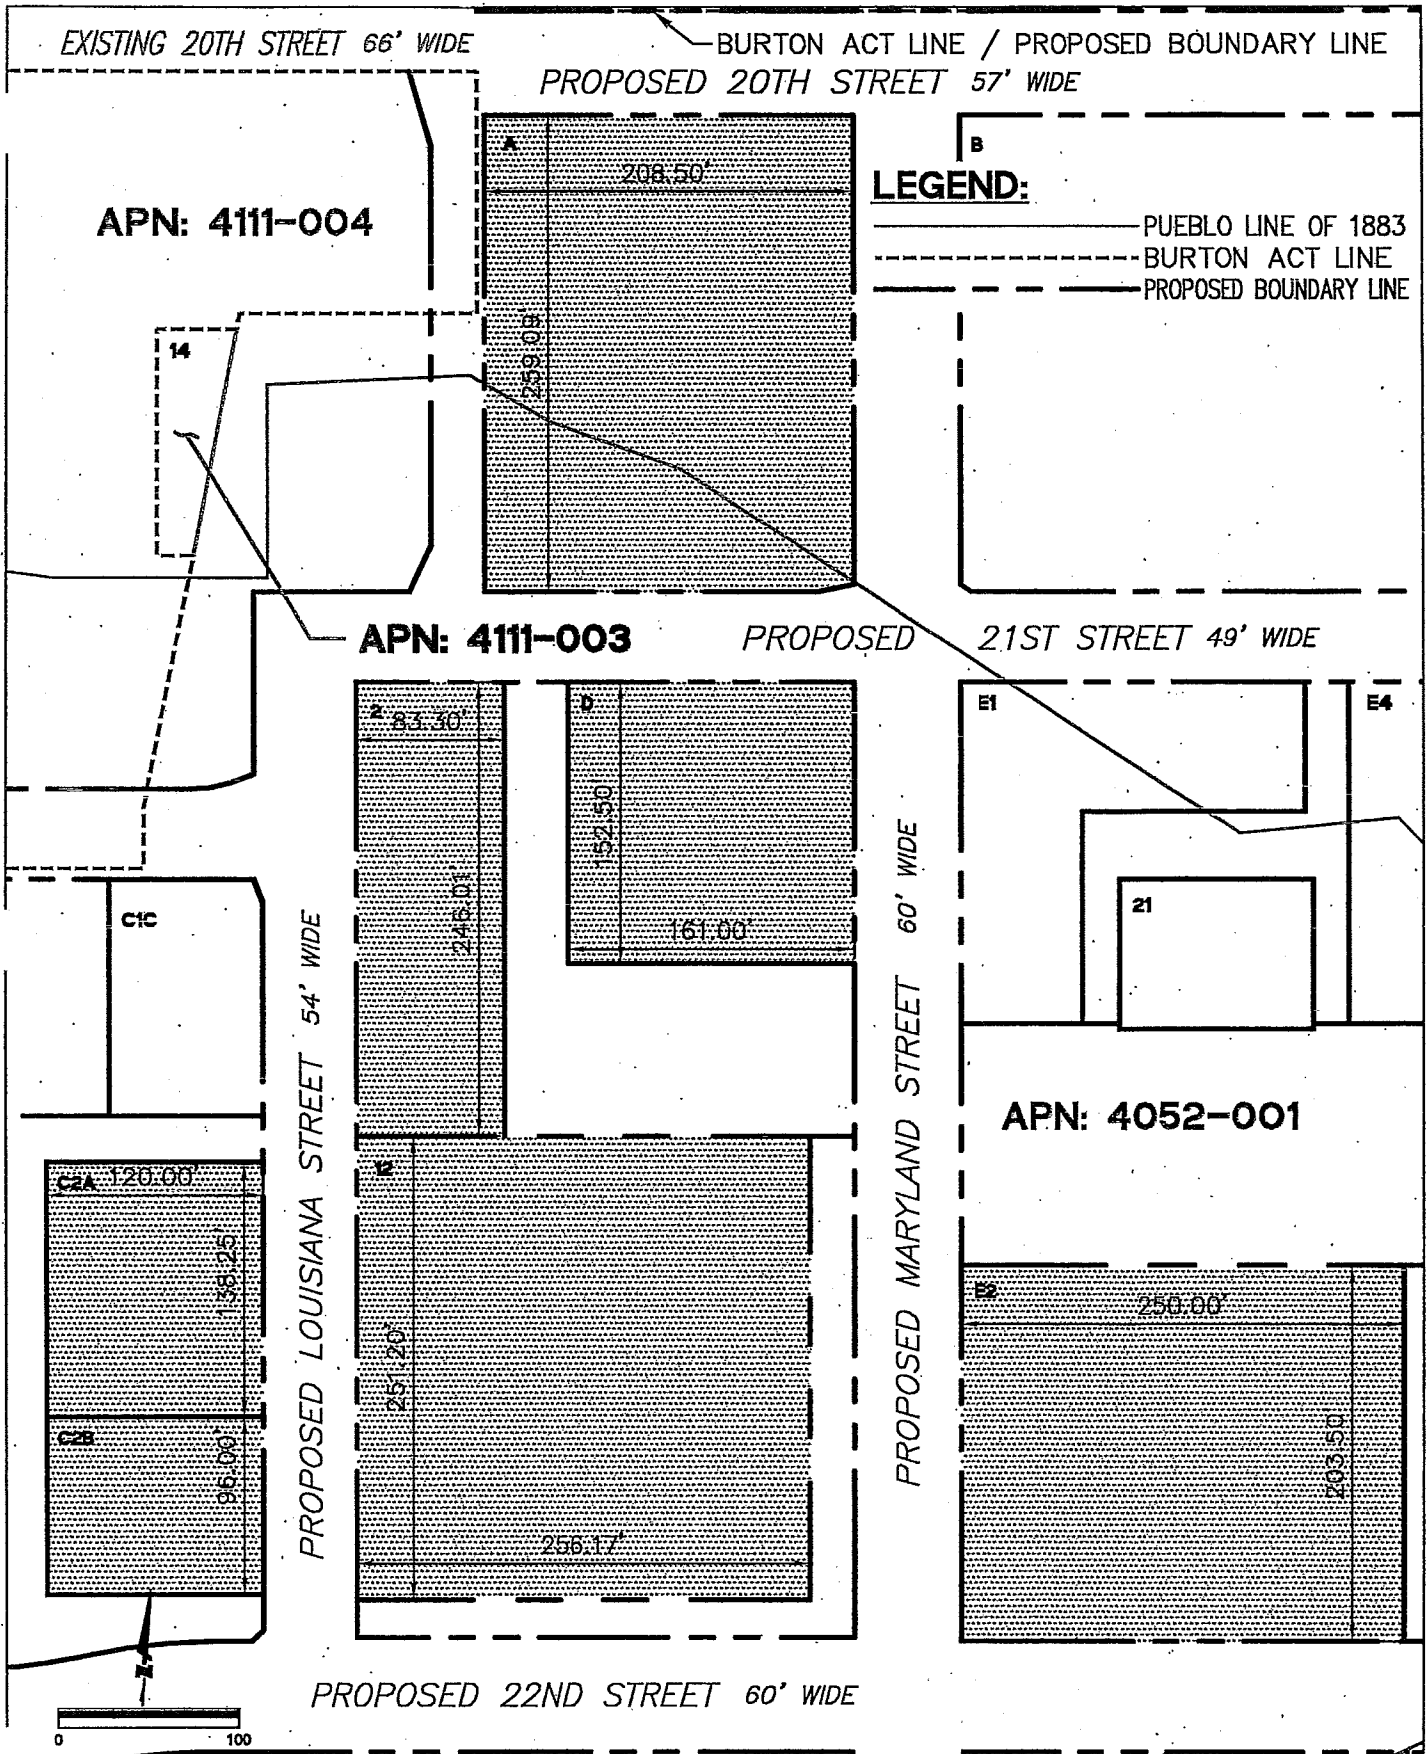 EXISTING 20TH STREET 66' WIDE
BURTON ACT LINE / PROPOSED BOUNDARY LINE
PROPOSED 20TH STREET 57' WIDE
A
B
208.50'
LEGEND:
APN: 4111-004
PUEBLO LINE OF 1883
BURTON ACT LINE
PROPOSED BOUNDARY LINE
259.09'
14
APN: 4111-003
PROPOSED 21ST STREET 49' WIDE
2
83.30'
D
E1
E4
152.50'
246.01'
161.00'
21
C1C
PROPOSED LOUISIANA STREET 54' WIDE
PROPOSED MARYLAND STREET 60' WIDE
APN: 4052-001
12
C2A
120.00'
138.25'
E2
250.00'
251.20'
C2B
96.00'
203.50'
256.17'
N
PROPOSED 22ND STREET 60' WIDE
0
100